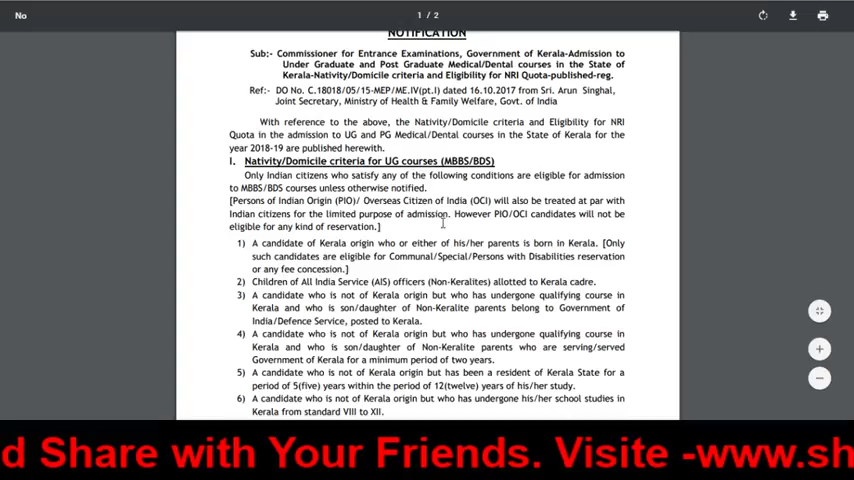 No
1 / 2
NOTIFICATION
Sub:- Commissioner for Entrance Examinations, Government of Kerala-Admission to
Under Graduate and Post Graduate Medical/Dental courses in the State of
Kerala-Nativity/Domicile criteria and Eligibility for NRI Quota-published-reg.
Ref:- DO No. C.18018/05/15-MEP/ME.IV(pt.I) dated 16.10.2017 from Sri. Arun Singhal,
Joint Secretary, Ministry of Health & Family Welfare, Govt. of India
With reference to the above, the Nativity/Domicile criteria and Eligibility for NRI
Quota in the admission to UG and PG Medical/Dental courses in the State of Kerala for the
year 2018-19 are published herewith.
I. Nativity/Domicile criteria for UG courses (MBBS/BDS)
Only Indian citizens who satisfy any of the following conditions are eligible for admission
to MBBS/BDS courses unless otherwise notified.
[Persons of Indian Origin (PIO)/ Overseas Citizen of India (OCI) will also be treated at par with
Indian citizens for the limited purpose of admission. However PIO/OCI candidates will not be
eligible for any kind of reservation.]
1) A candidate of Kerala origin who or either of his/her parents is born in Kerala. [Only
such candidates are eligible for Communal/Special/Persons with Disabilities reservation
or any fee concession.]
2) Children of All India Service (AIS) officers (Non-Keralites) allotted to Kerala cadre.
3) A candidate who is not of Kerala origin but who has undergone qualifying course in
Kerala and who is son/daughter of Non-Keralite parents belong to Government of
India/Defence Service, posted to Kerala.
4) A candidate who is not of Kerala origin but who has undergone qualifying course in
Kerala and who is son/daughter of Non-Keralite parents who are serving/served
Government of Kerala for a minimum period of two years.
5) A candidate who is not of Kerala origin but has been a resident of Kerala State for a
period of 5(five) years within the period of 12(twelve) years of his/her study.
6) A candidate who is not of Kerala origin but who has undergone his/her school studies in
Kerala from standard VIII to XII.
d Share with Your Friends. Visite -www.sh